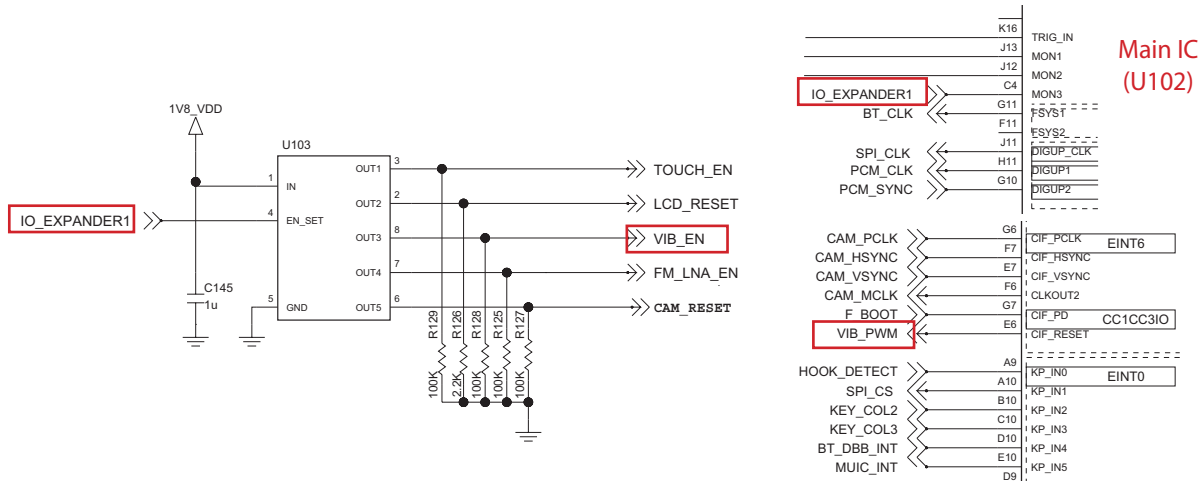 1V8_VDD
U103
IO_EXPANDER1
1
IN
4
EN_SET
5
GND
C145
1u
OUT1
3
TOUCH_EN
OUT2
2
LCD_RESET
OUT3
8
VIB_EN
OUT4
7
FM_LNA_EN
OUT5
6
CAM_RESET
R129
100K
R126
2.2K
R128
100K
R125
100K
R127
100K
Main IC
(U102)
K16
TRIG_IN
J13
MON1
J12
MON2
IO_EXPANDER1
C4
MON3
BT_CLK
G11
FSYS1
F11
FSYS2
SPI_CLK
J11
DIGUP_CLK
PCM_CLK
H11
DIGUP1
PCM_SYNC
G10
DIGUP2
CAM_PCLK
G6
CIF_PCLK
EINT6
CAM_HSYNC
F7
CIF_HSYNC
CAM_VSYNC
E7
CIF_VSYNC
CAM_MCLK
F6
CLKOUT2
F_BOOT
G7
CIF_PD
CC1CC3IO
VIB_PWM
E6
CIF_RESET
HOOK_DETECT
A9
KP_IN0
EINT0
SPI_CS
A10
KP_IN1
KEY_COL2
B10
KP_IN2
KEY_COL3
C10
KP_IN3
BT_DBB_INT
D10
KP_IN4
MUIC_INT
E10
KP_IN5
D9